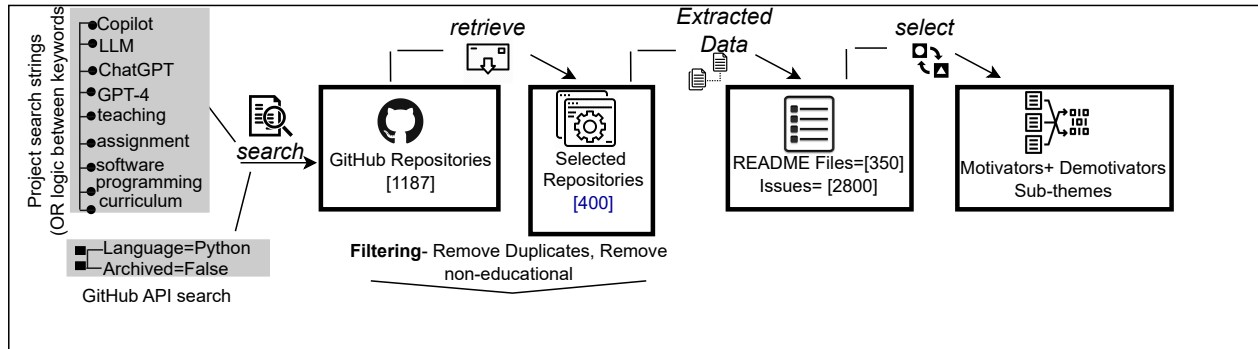 Project search strings
(OR logic between keywords)
Copilot
LLM
ChatGPT
GPT-4
teaching
assignment
software
programming
curriculum
Language=Python
Archived=False
GitHub API search
search
GitHub Repositories
[1187]
retrieve
Selected
Repositories
[400]
Filtering- Remove Duplicates, Remove
non-educational
Extracted
Data
README Files=[350]
Issues= [2800]
select
Motivators+ Demotivators
Sub-themes